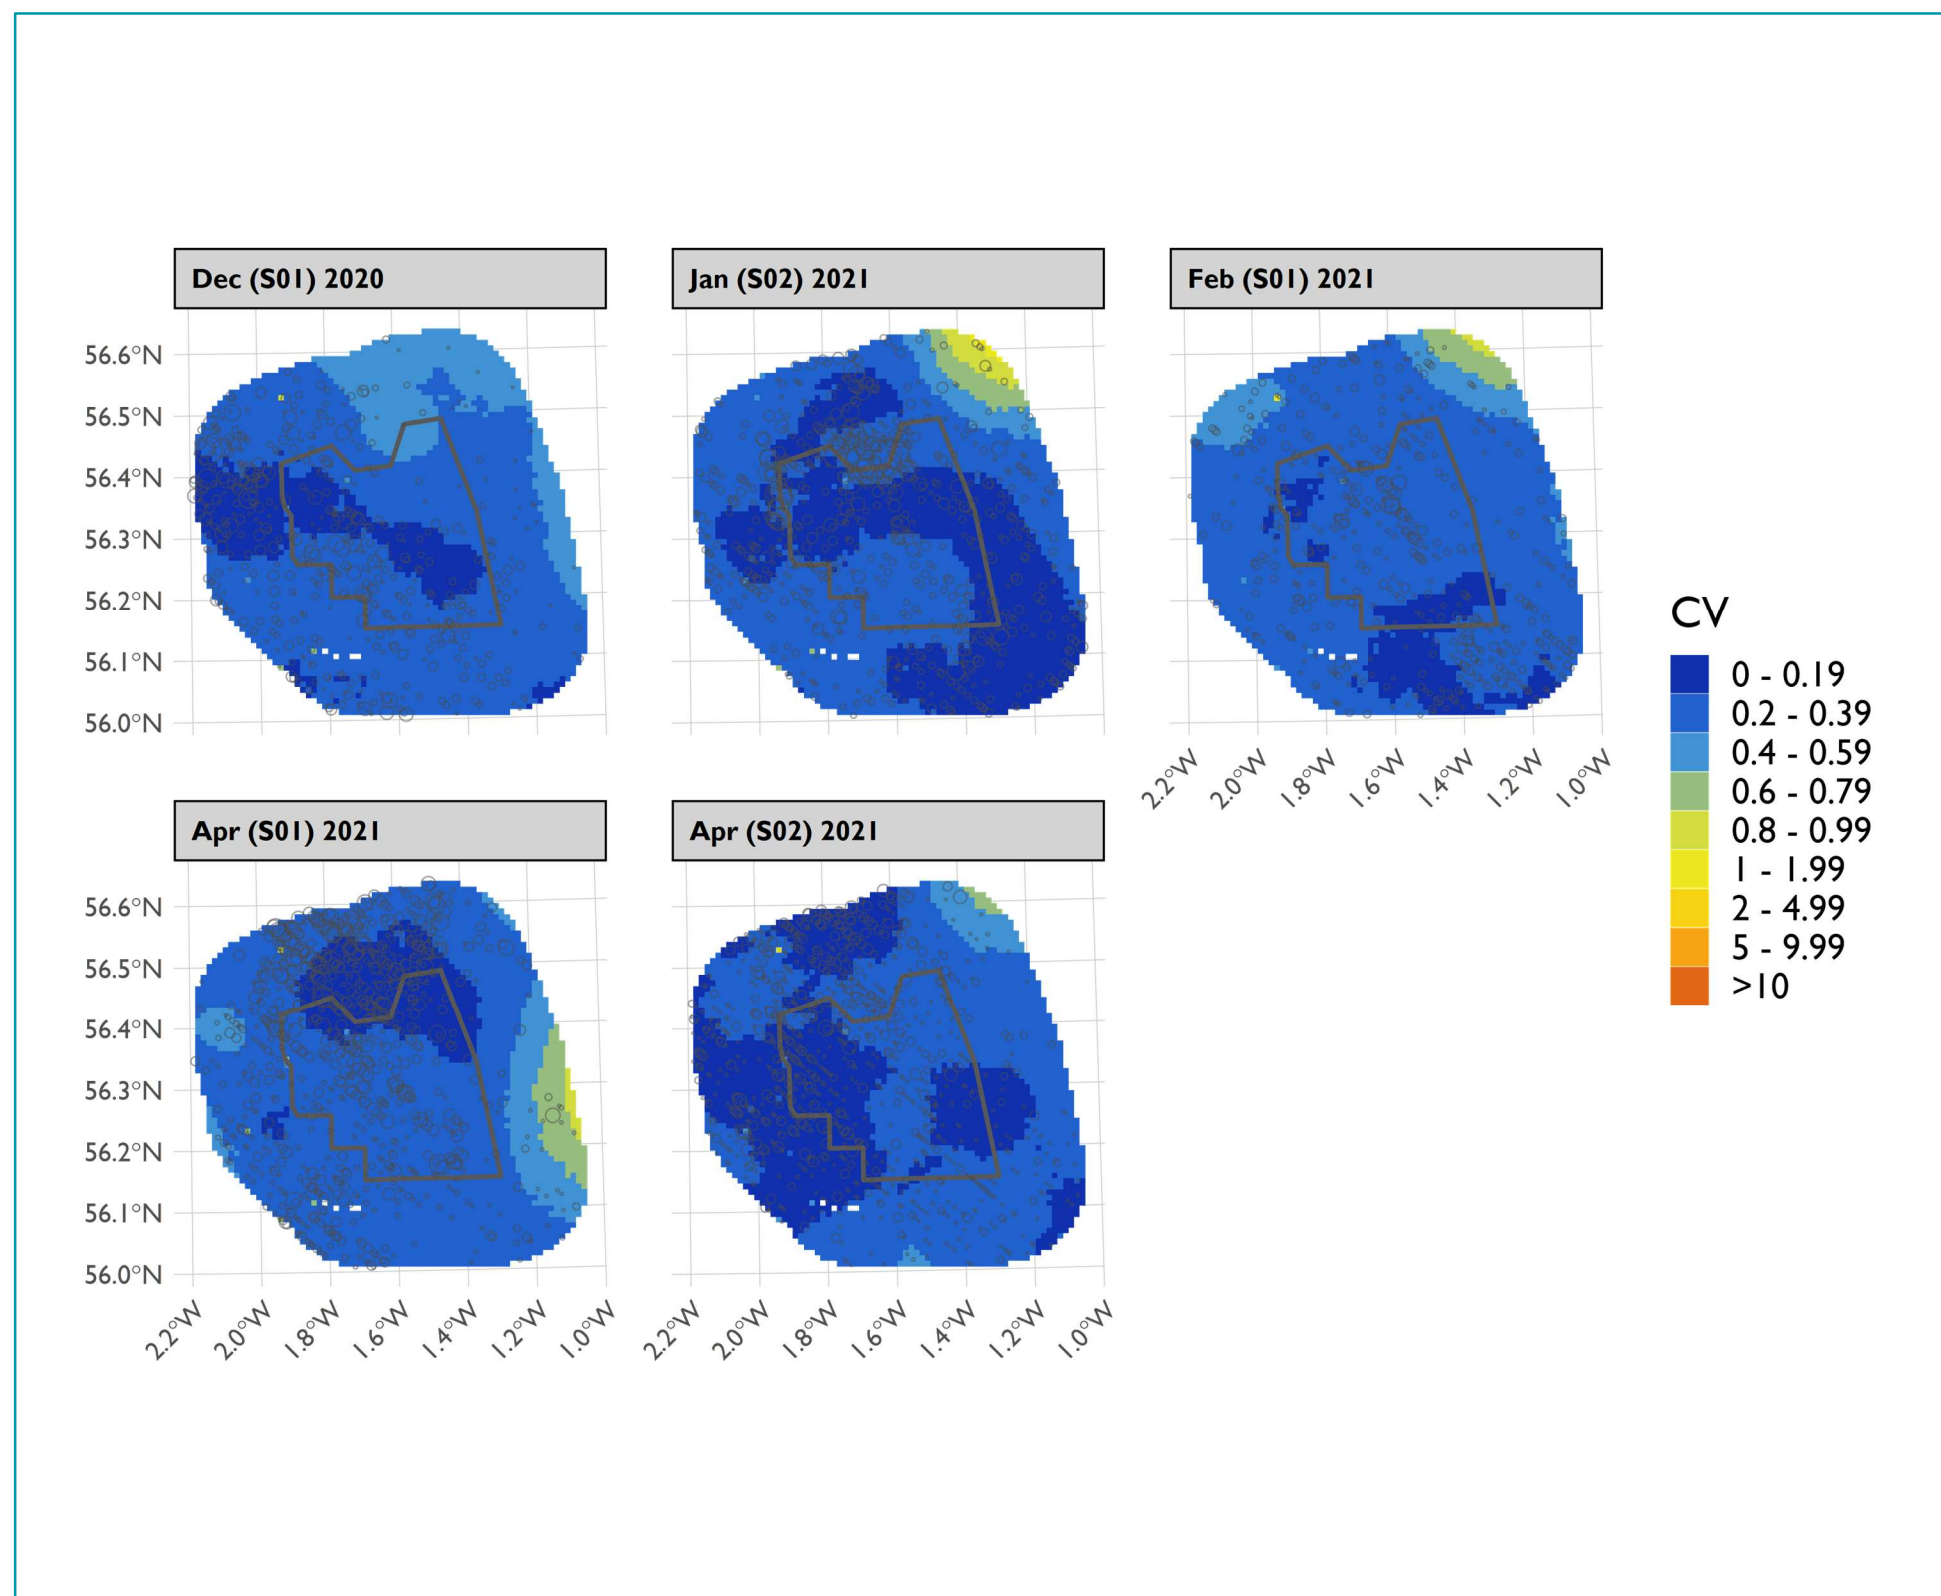 Dec (S01) 2020
Jan (S02) 2021
Feb (S01) 2021
56.6°N
56.5°N
56.4°N
56.3°N
56.2°N
56.1°N
56.0°N
2.2°W
2.0°W
1.8°W
1.6°W
1.4°W
1.2°W
1.0°W
CV
0 - 0.19
0.2 - 0.39
0.4 - 0.59
0.6 - 0.79
0.8 - 0.99
1 - 1.99
2 - 4.99
5 - 9.99
>10
Apr (S01) 2021
Apr (S02) 2021
56.6°N
56.5°N
56.4°N
56.3°N
56.2°N
56.1°N
56.0°N
2.2°W
2.0°W
1.8°W
1.6°W
1.4°W
1.2°W
1.0°W
2.2°W
2.0°W
1.8°W
1.6°W
1.4°W
1.2°W
1.0°W